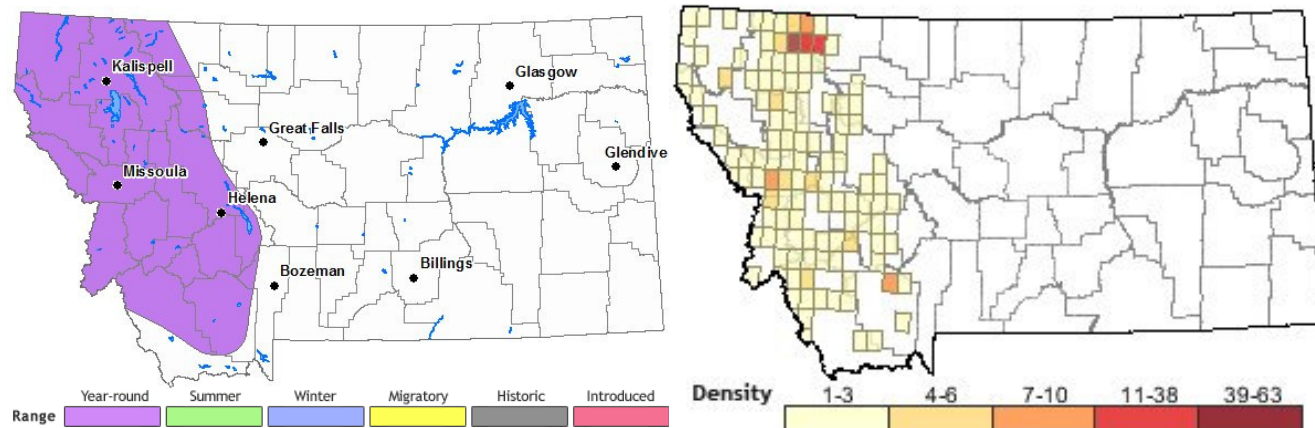 Kalispell
Glasgow
Great Falls
Glendive
Missoula
Helena
Bozeman
Billings
Year-round Summer Winter Migratory Historic Introduced
Range
Density 1-3 4-6 7-10 11-38 39-63